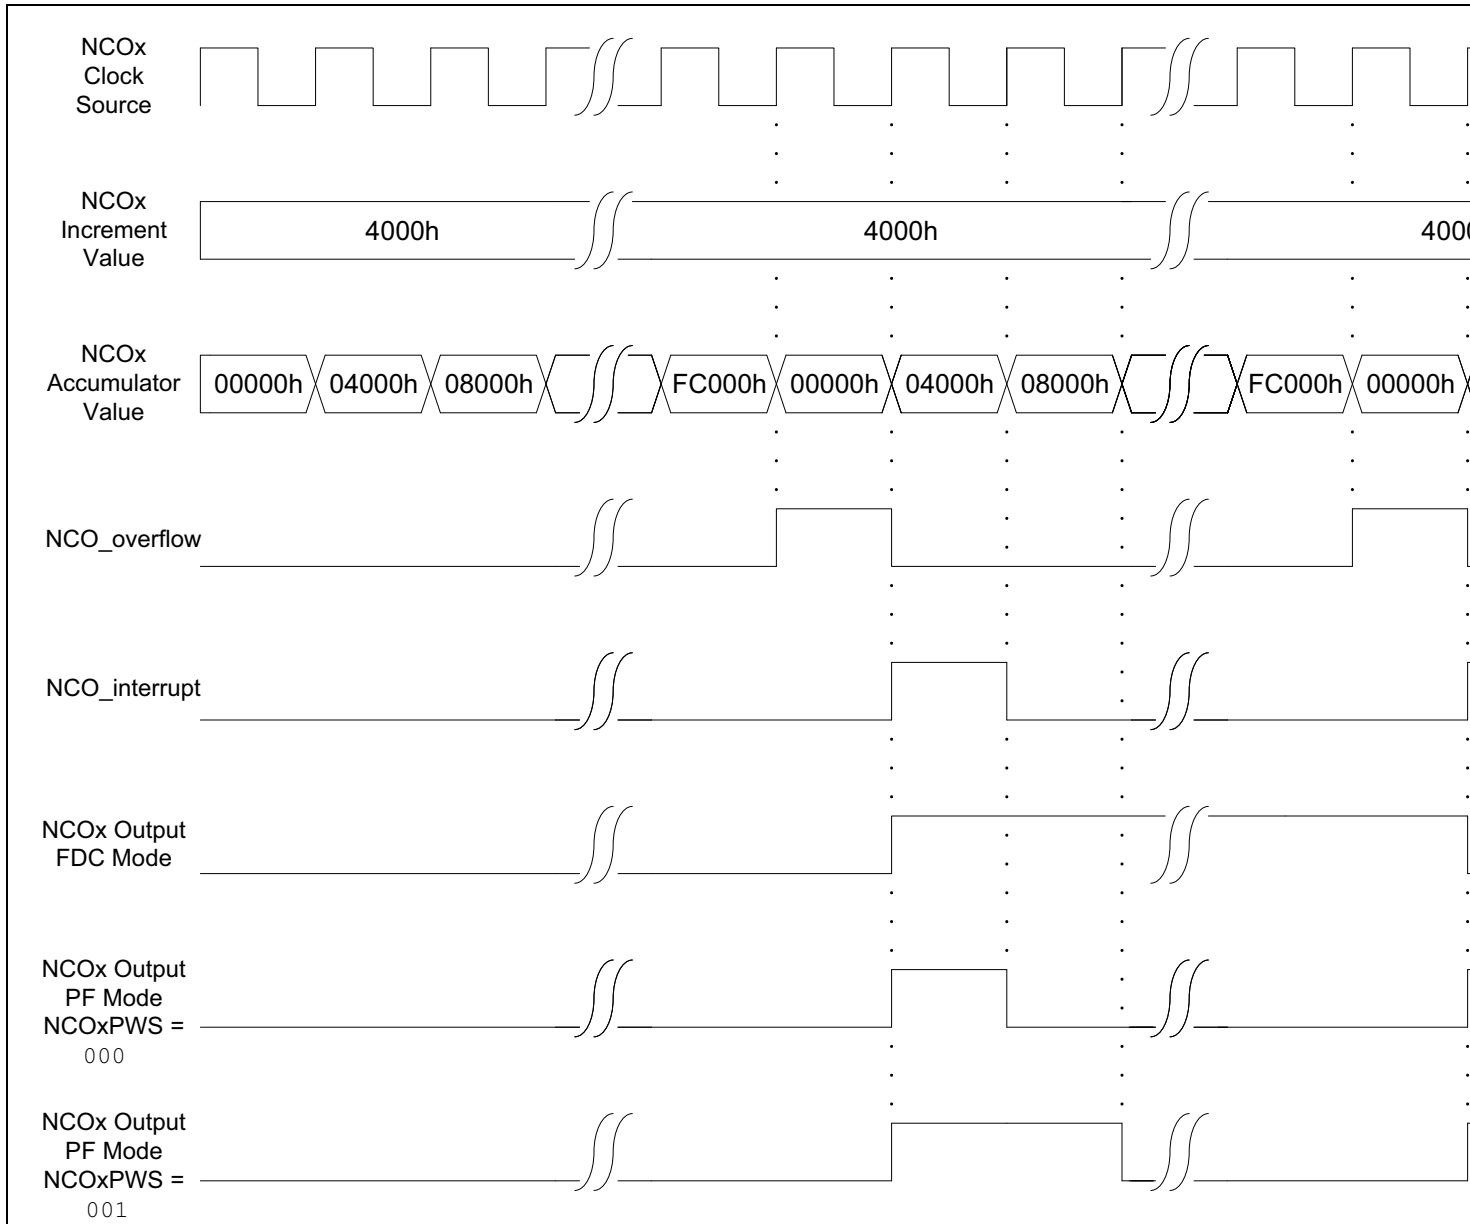 NCOx
Clock
Source
NCOx
Increment
Value
4000h
4000h
400
NCOx
Accumulator
Value
00000h
04000h
08000h
FC000h
00000h
04000h
08000h
FC000h
00000h
NCO_overflow
NCO_interrupt
NCOx Output
FDC Mode
NCOx Output
PF Mode
NCOxPWS =
000
NCOx Output
PF Mode
NCOxPWS =
001